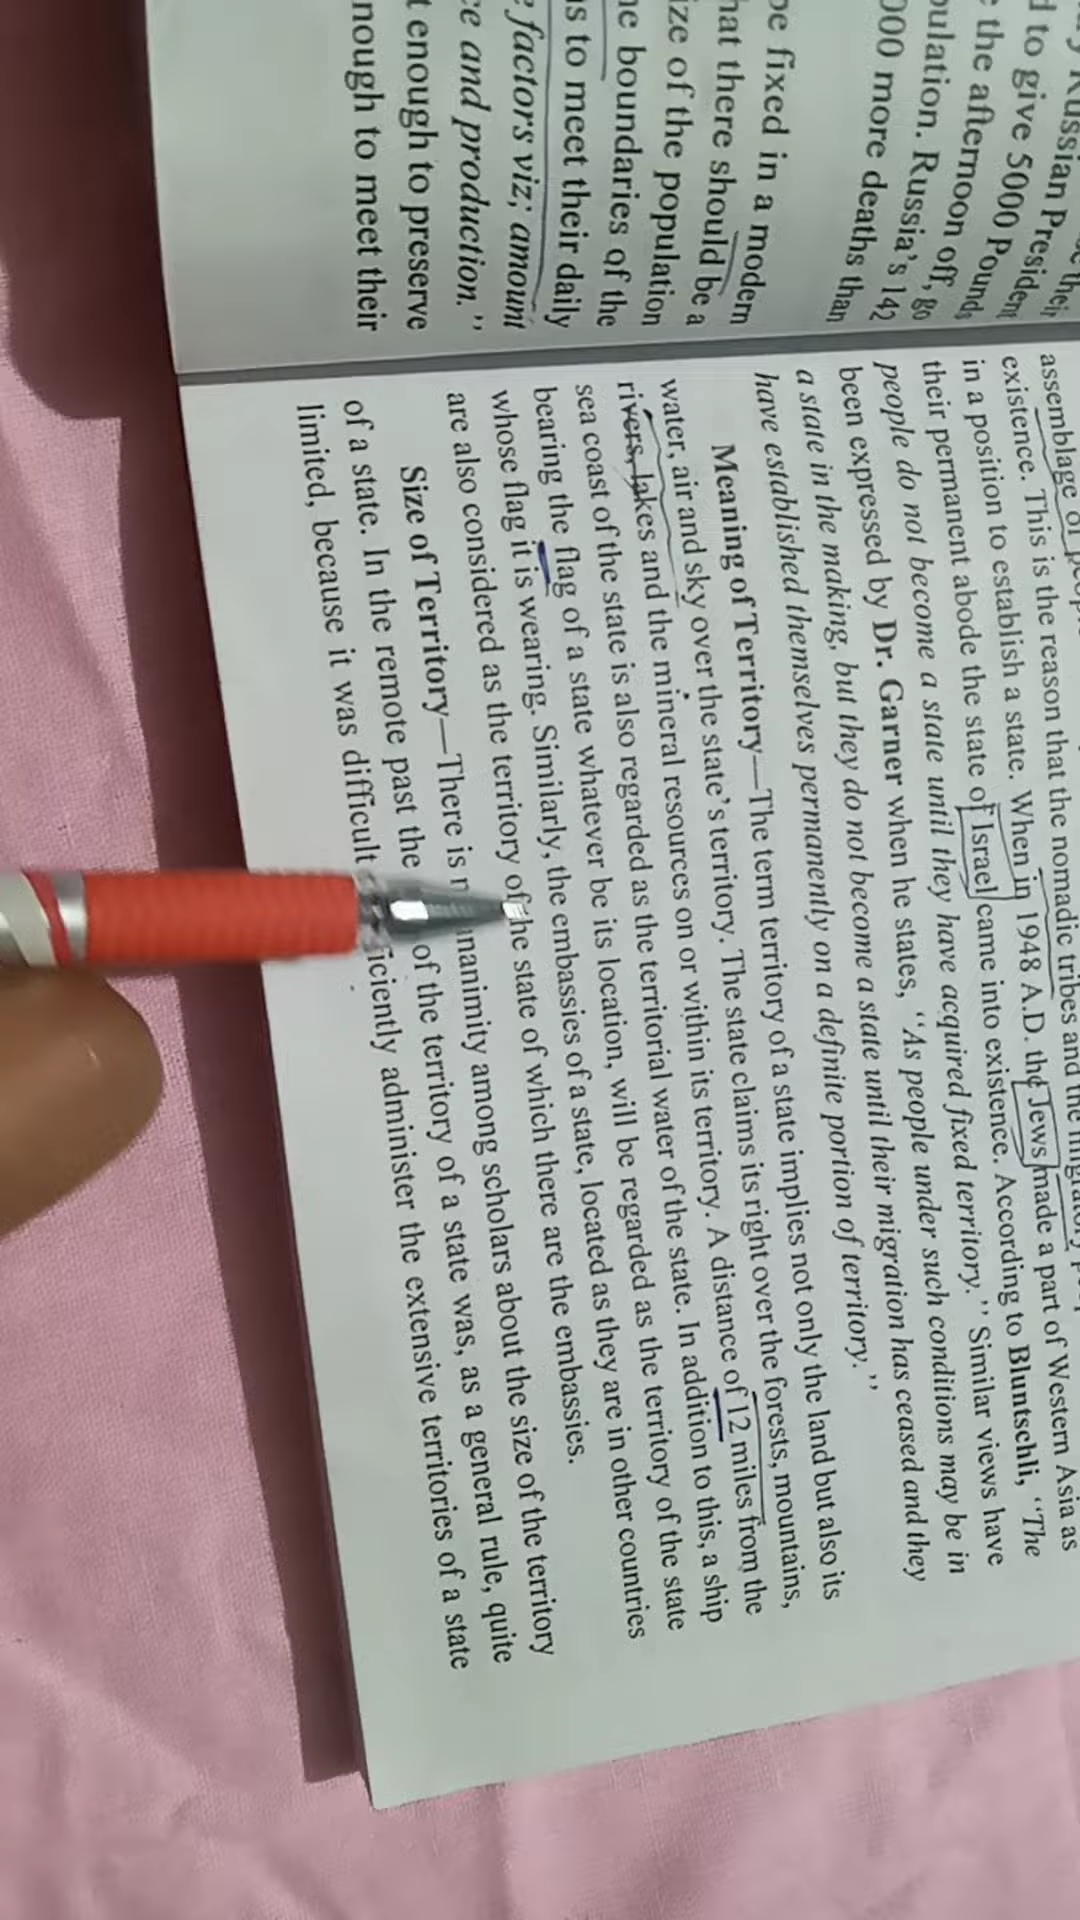 Russian President
d to give 5000 Pounds
the afternoon off, go
pulation. Russia's 142
000 more deaths than
be fixed in a modern
hat there should be a
ize of the population
he boundaries of the
ns to meet their daily
factors viz; amount
ce and production."
t enough to preserve
nough to meet their
assemblage of
existence. This is the reason that the nomadic tribes and the
in a position to establish a state. When in 1948 A.D. the Jews made a part of Western Asia as
their permanent abode the state of Israel came into existence. According to Bluntschli, "The
people do not become a state until they have acquired fixed territory." Similar views have
been expressed by Dr. Garner when he states, "As people under such conditions may be in
a state in the making, but they do not become a state until their migration has ceased and they
have established themselves permanently on a definite portion of territory."
Meaning of Territory—The term territory of a state implies not only the land but also its
water, air and sky over the state's territory. The state claims its right over the forests, mountains,
rivers, lakes and the mineral resources on or within its territory. A distance of 12 miles from the
sea coast of the state is also regarded as the territorial water of the state. In addition to this, a ship
bearing the flag of a state whatever be its location, will be regarded as the territory of the state
whose flag it is wearing. Similarly, the embassies of a state, located as they are in other countries
are also considered as the territory of the state of which there are the embassies.
Size of Territory—There is nanimity among scholars about the size of the territory
of a state. In the remote past the of the territory of a state was, as a general rule, quite
limited, because it was difficult iciently administer the extensive territories of a state